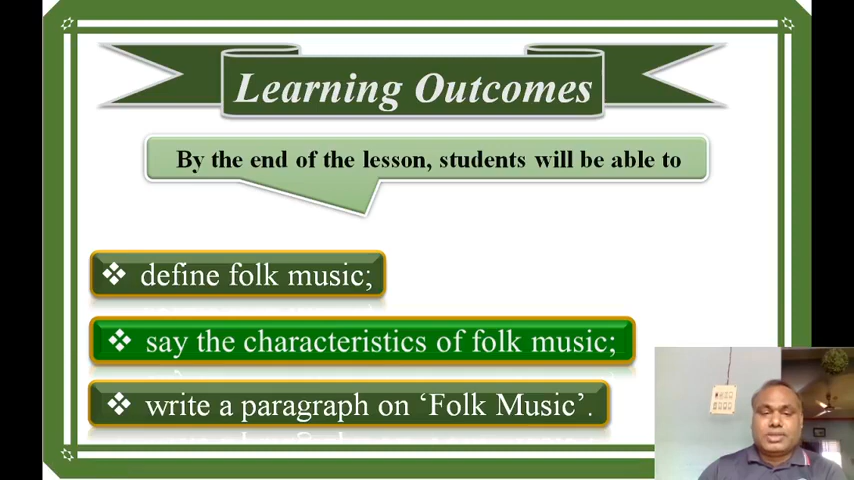 Learning Outcomes
By the end of the lesson, students will be able to
❖ define folk music;
❖ say the characteristics of folk music;
❖ write a paragraph on ‘Folk Music’.